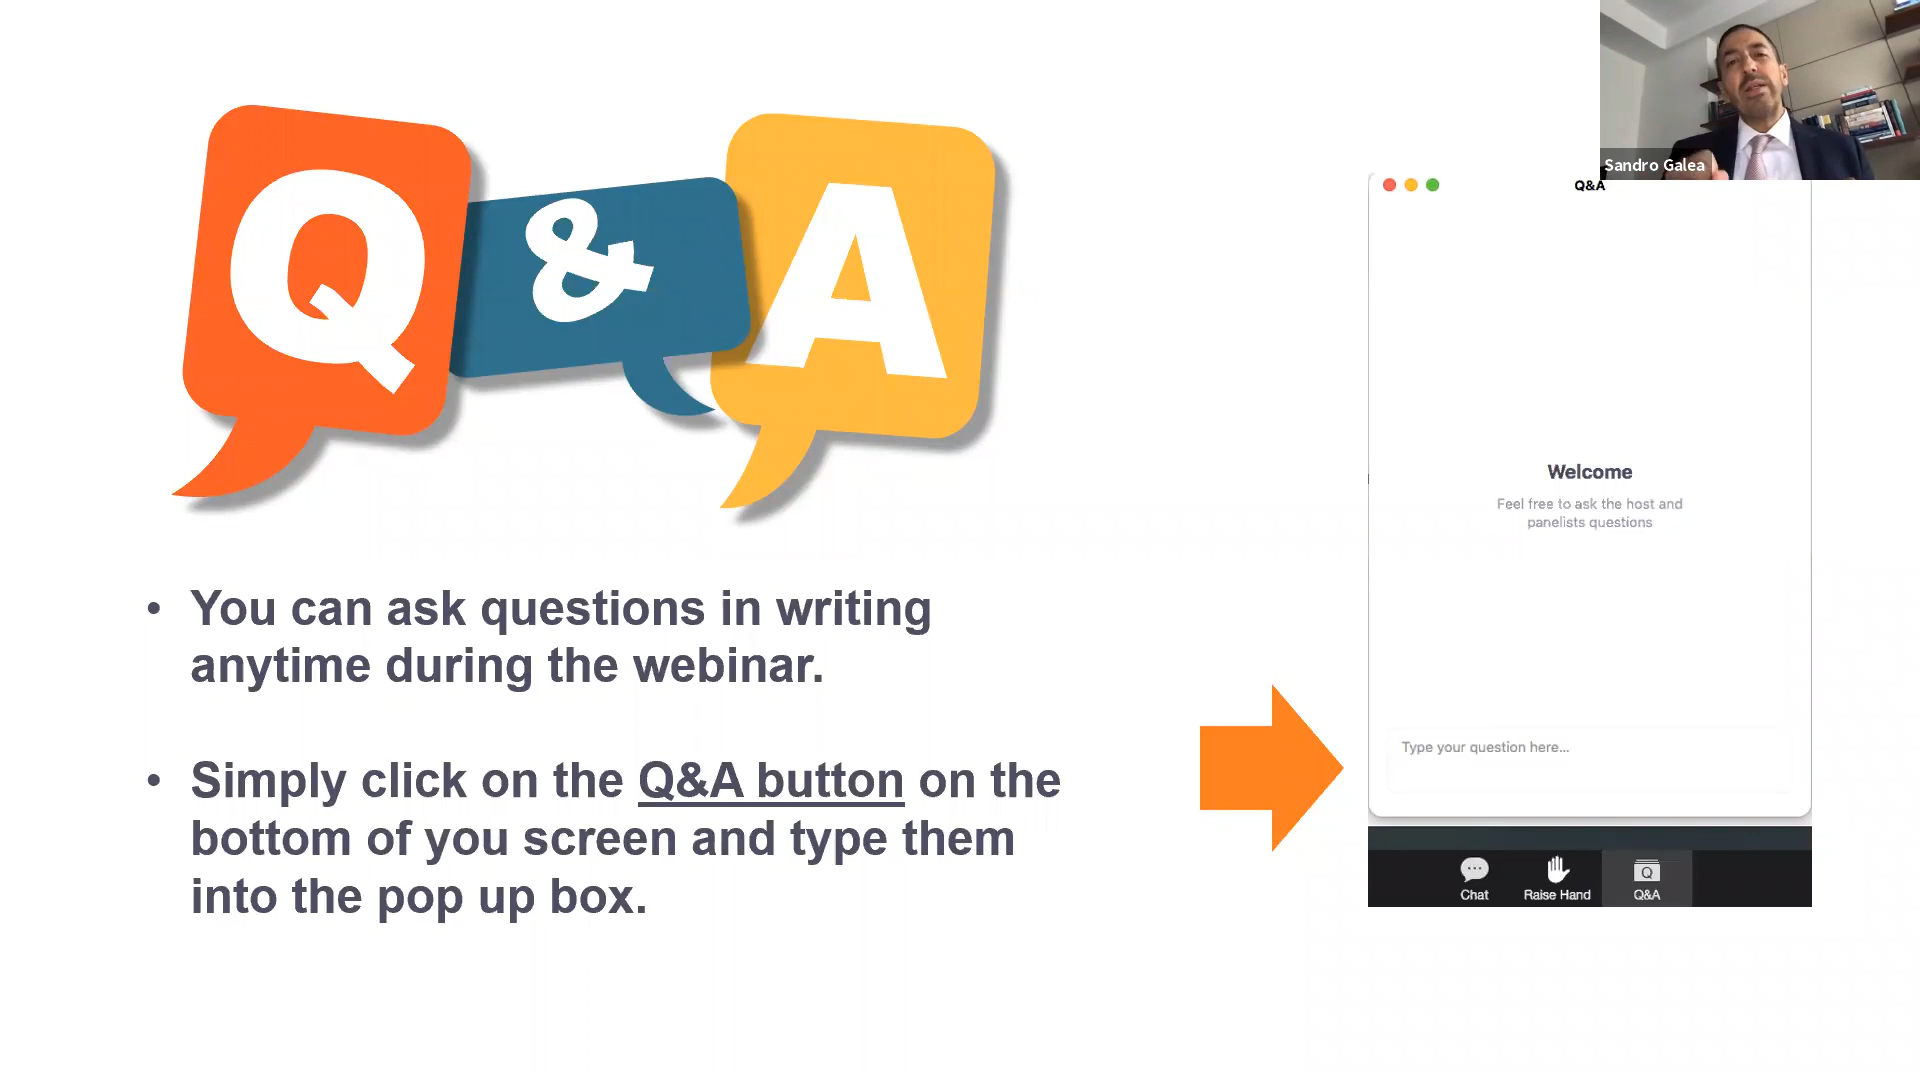 Q & A
Sandro Galea
Q&A
Welcome
Feel free to ask the host and
panelists questions
• You can ask questions in writing
anytime during the webinar.
• Simply click on the Q&A button on the
bottom of you screen and type them
into the pop up box.
Type your question here...
Chat
Raise Hand
Q
Q&A